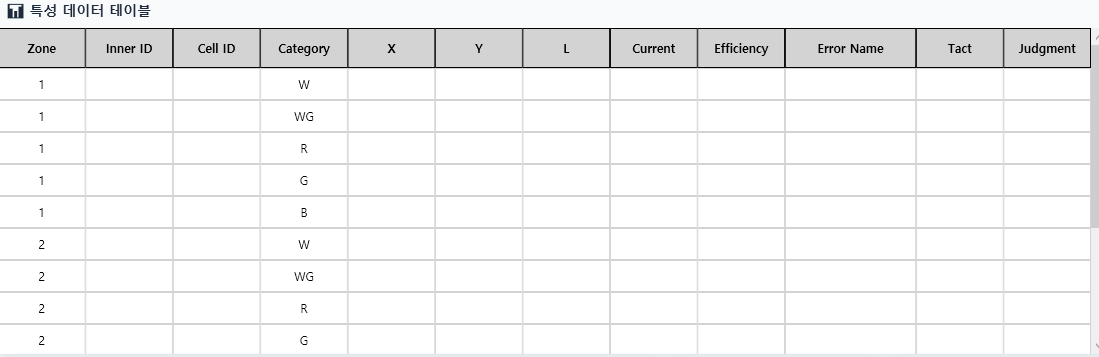 특성 데이터 테이블
Zone Inner ID Cell ID Category X Y L Current Efficiency Error Name Tact Judgment
1 W
1 WG
1 R
1 G
1 B
2 W
2 WG
2 R
2 G